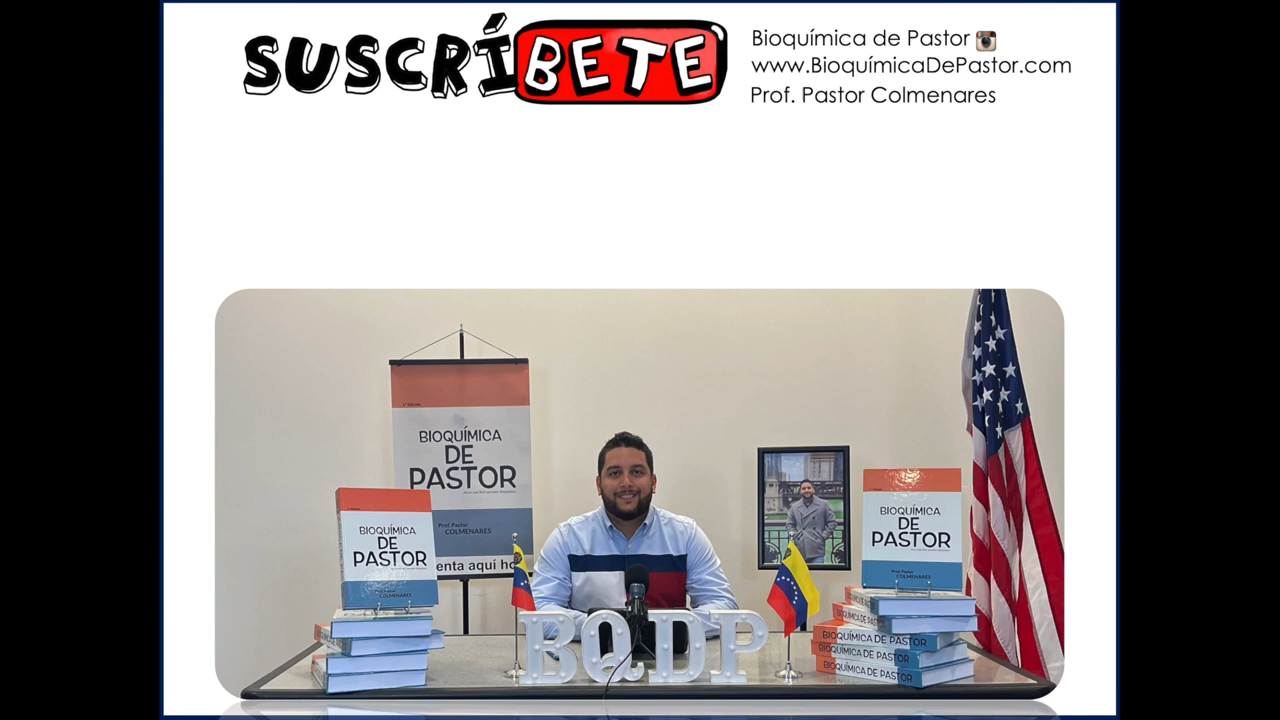 SUSCRÍBETE
Bioquímica de Pastor
www.BioquímicaDePastor.com
Prof. Pastor Colmenares
BIOQUÍMICA
DE
PASTOR
Prof. Pastor
COLMENARES
enta aquí ho
BIOQUÍMICA
DE
PASTOR
Prof. Pastor
COLMENARES
BIOQUÍMICA
DE
PASTOR
Prof. Pastor
COLMENARES
BQDP
BIOQUÍMICA DE PA
BIOQUÍMICA DE PASTOR
BIOQUÍMICA DE PASTOR
BIOQUÍMICA DE PASTOR